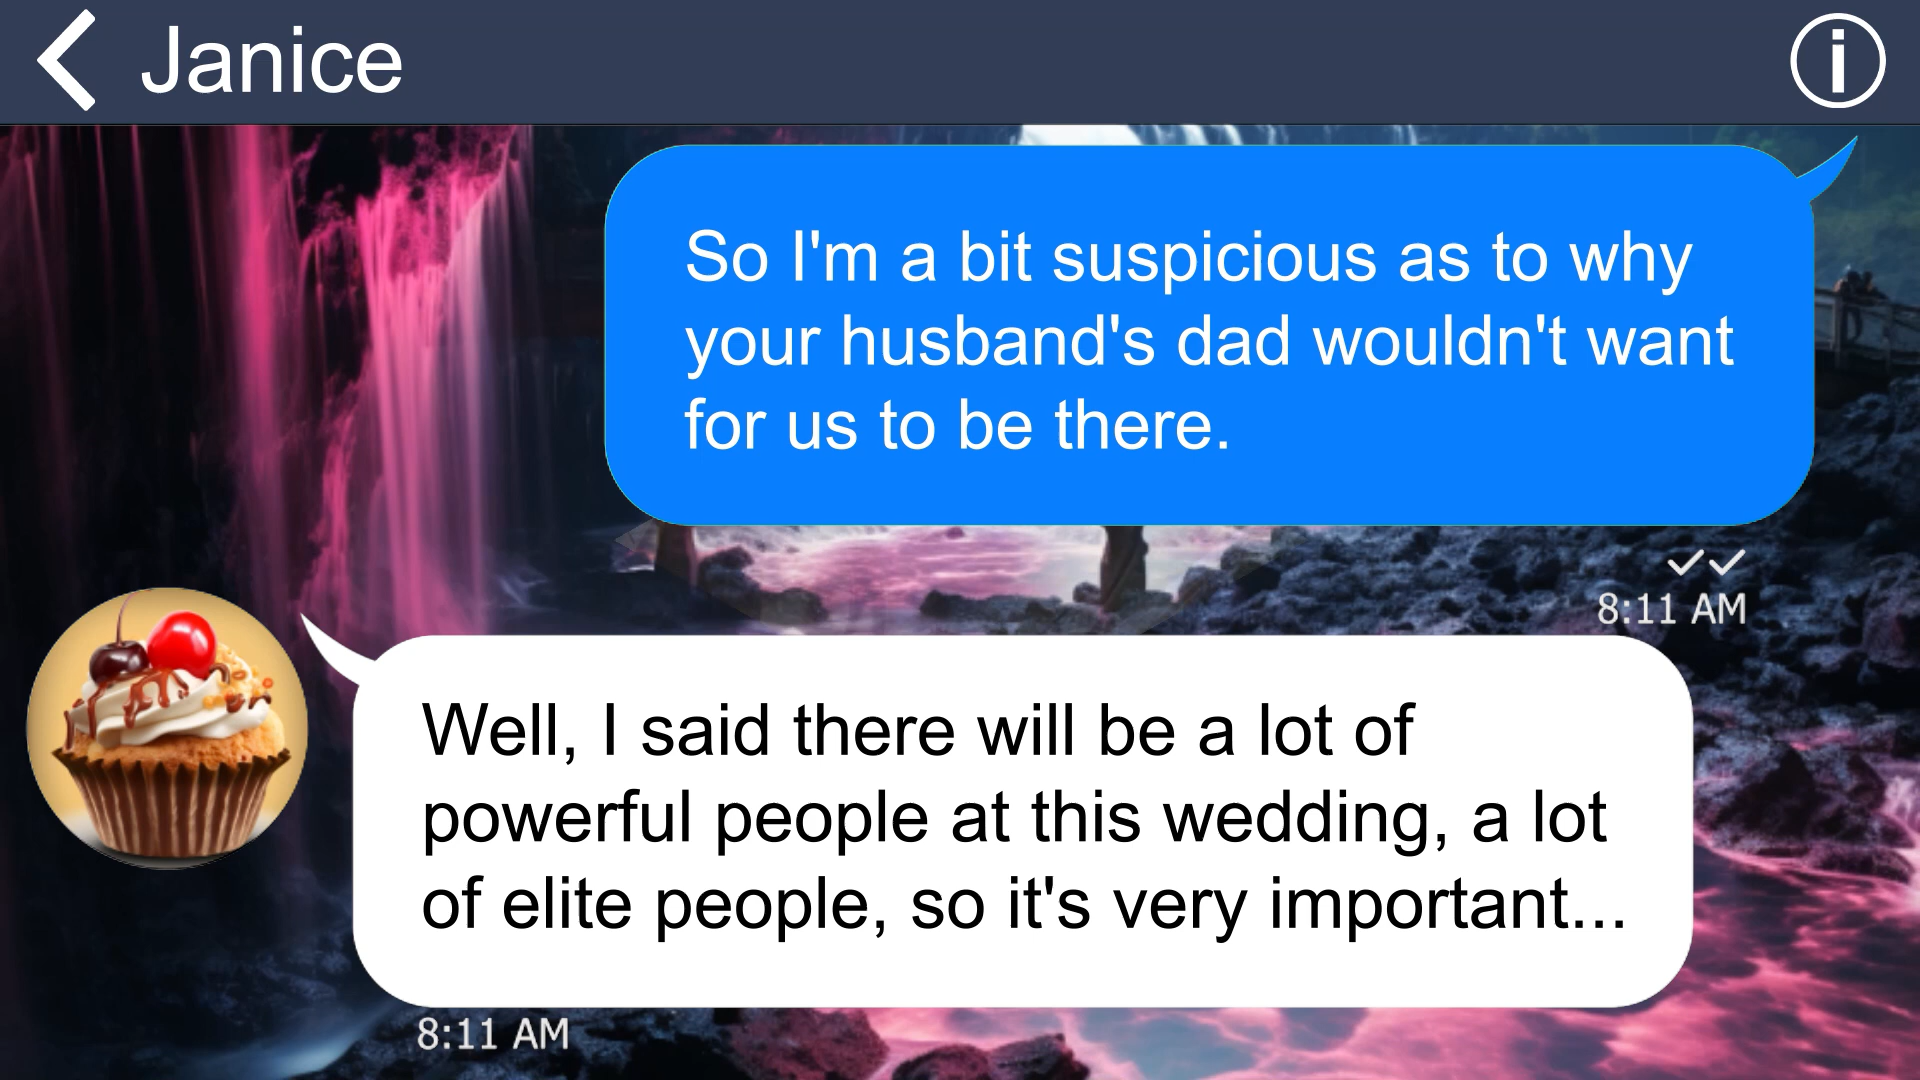 Janice
So I'm a bit suspicious as to why
your husband's dad wouldn't want
for us to be there.
8:11 AM
Well, I said there will be a lot of
powerful people at this wedding, a lot
of elite people, so it's very important...
8:11 AM